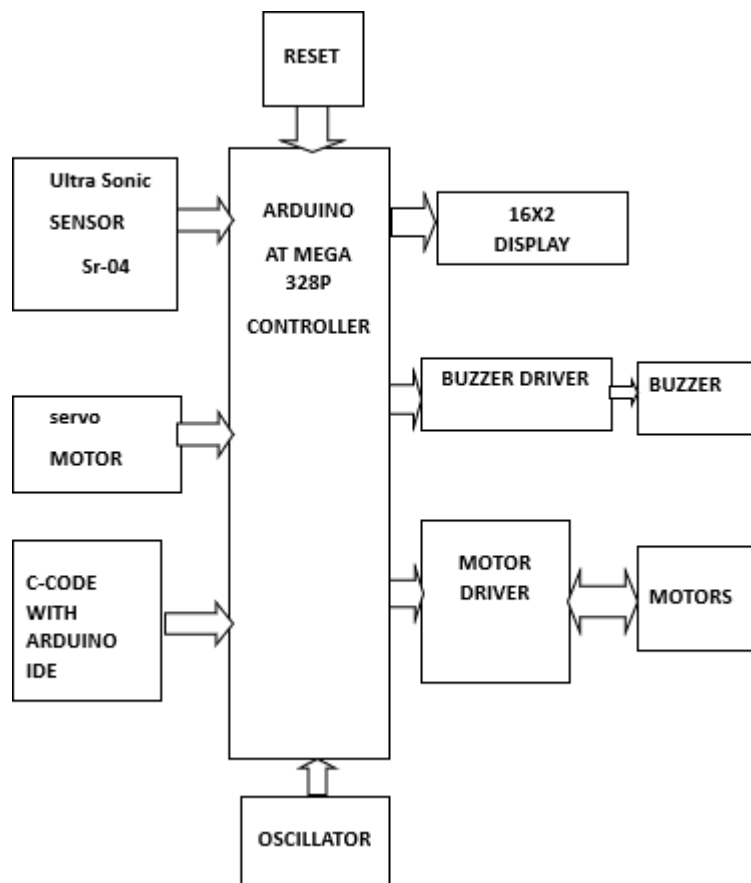 RESET
Ultra Sonic
SENSOR
Sr-04
ARDUINO
AT MEGA
328P
CONTROLLER
16X2
DISPLAY
BUZZER DRIVER
BUZZER
servo
MOTOR
C-CODE
WITH
ARDUINO
IDE
MOTOR
DRIVER
MOTORS
OSCILLATOR